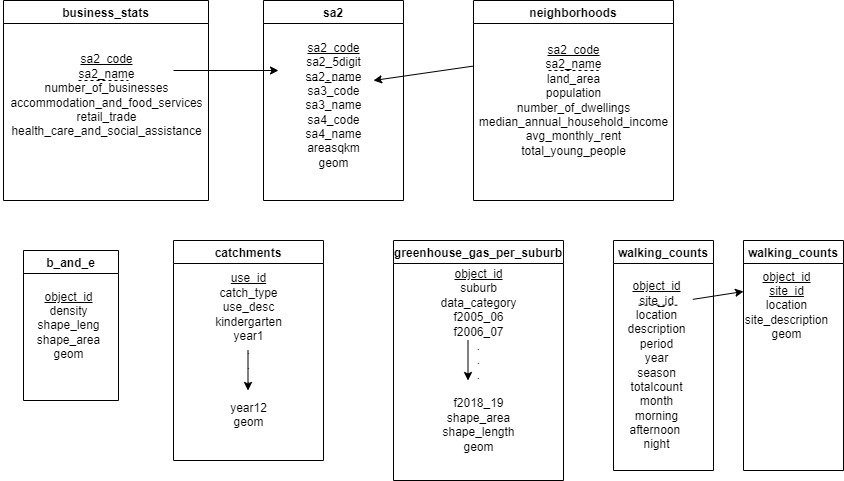 business_stats
sa2_code
sa2_name
number_of_businesses
accommodation_and_food_services
retail_trade
health_care_and_social_assistance
sa2
sa2_code
sa2_5digit
sa2_name
sa3_code
sa3_name
sa4_code
sa4_name
areasqkm
geom
neighborhoods
sa2_code
sa2_name
land_area
population
number_of_dwellings
median_annual_household_income
avg_monthly_rent
total_young_people
b_and_e
object_id
density
shape_leng
shape_area
geom
catchments
use_id
catch_type
use_desc
kindergarten
year1
.
.
year12
geom
greenhouse_gas_per_suburb
object_id
suburb
data_category
f2005_06
f2006_07
.
.
.
f2018_19
shape_area
shape_length
geom
walking_counts
object_id
site_id
location
description
period
year
season
totalcount
month
morning
afternoon
night
walking_counts
object_id
site_id
location
site_description
geom